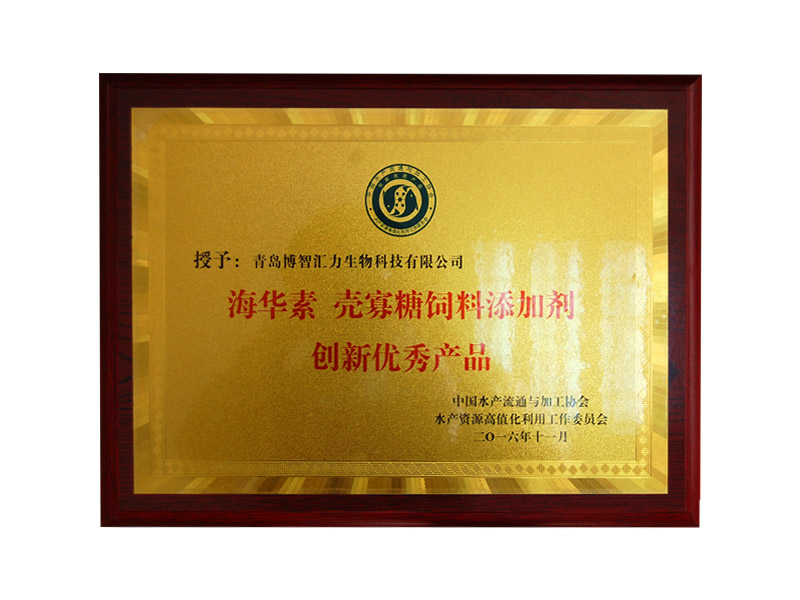 授予：青岛博智汇力生物科技有限公司
海华素 壳寡糖饲料添加剂
创新优秀产品
中国水产流通与加工协会
水产资源高值化利用工作委员会
二〇一六年十一月